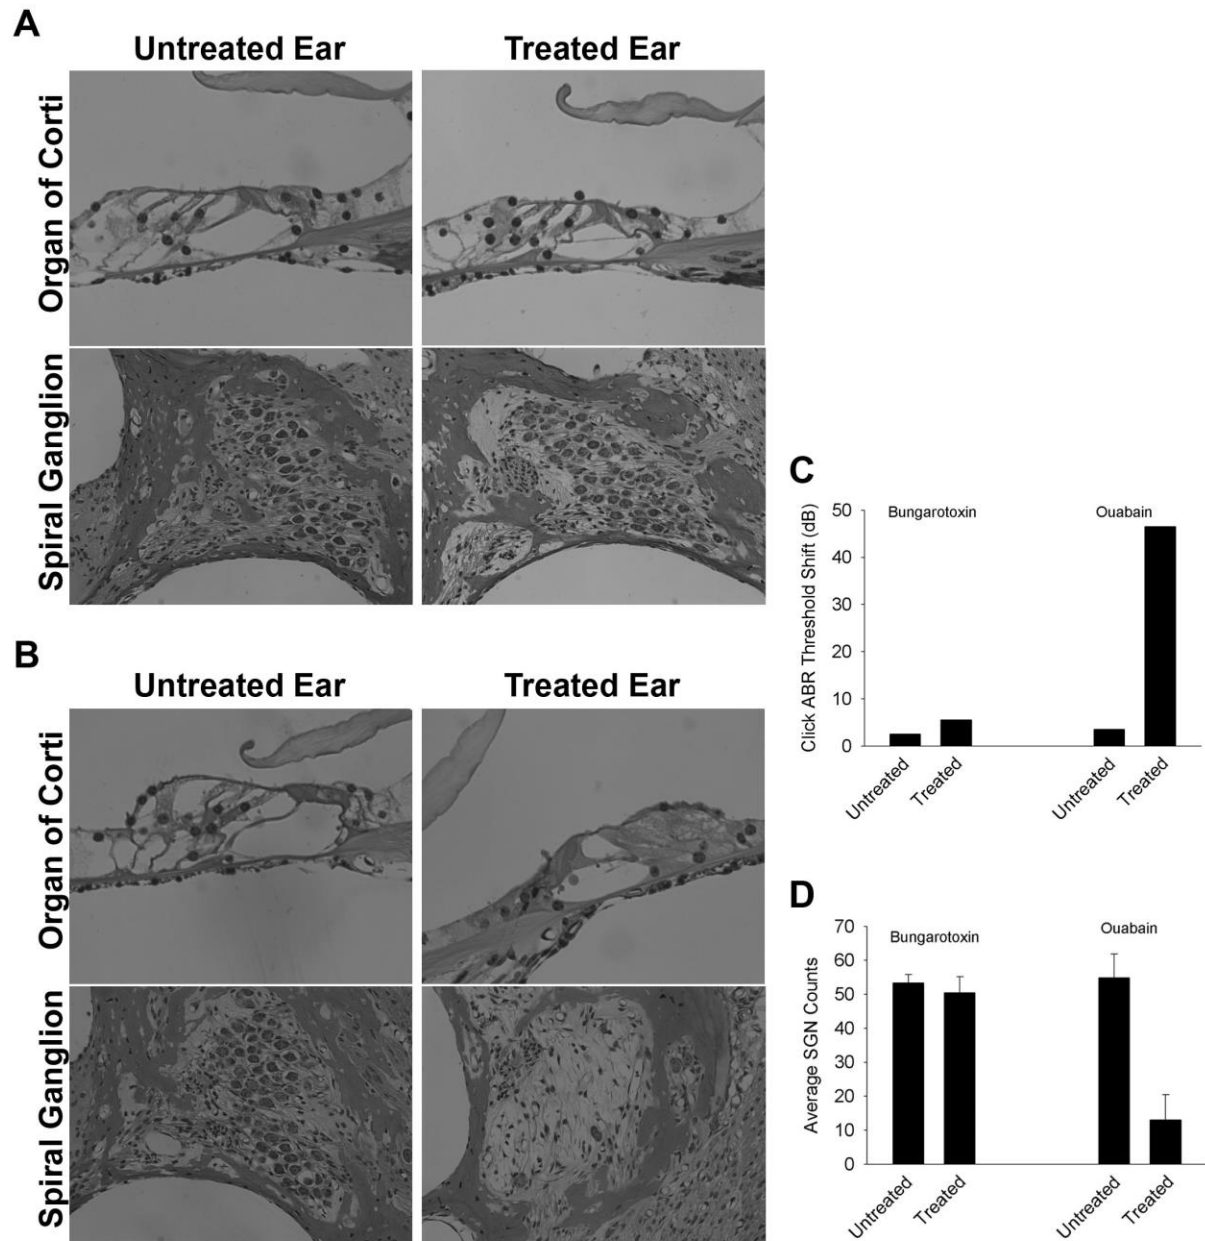 A
Untreated Ear
Treated Ear
Organ of Corti
Spiral Ganglion
B
Untreated Ear
Treated Ear
Organ of Corti
Spiral Ganglion
C
Click ABR Threshold Shift (dB)
50
40
30
20
10
0
Bungarotoxin
Ouabain
Untreated
Treated
Untreated
Treated
D
Average SGN Counts
70
60
50
40
30
20
10
0
Bungarotoxin
Ouabain
Untreated
Treated
Untreated
Treated